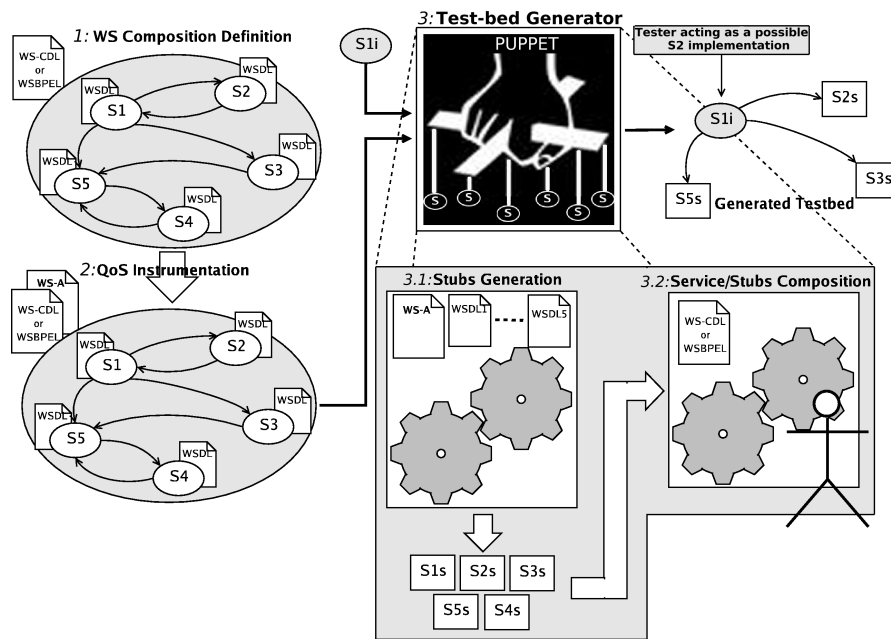 1: WS Composition Definition
WS-CDL
or
WSBPEL
WSDL
S1
WSDL
S2
WSDL
S3
WSDL
S5
WSDL
S4
2:QoS Instrumentation
WS-A
WS-CDL
or
WSBPEL
WSDL
S1
WSDL
S2
WSDL
S3
WSDL
S5
WSDL
S4
S1i
3: Test-bed Generator
PUPPET
S
S
S
S
S
S
Tester acting as a possible
S2 implementation
S1i
S2s
S3s
S5s
Generated Testbed
3.1:Stubs Generation
WS-A
WSDL1
WSDL5
S1s
S2s
S3s
S5s
S4s
3.2:Service/Stubs Composition
WS-CDL
or
WSBPEL